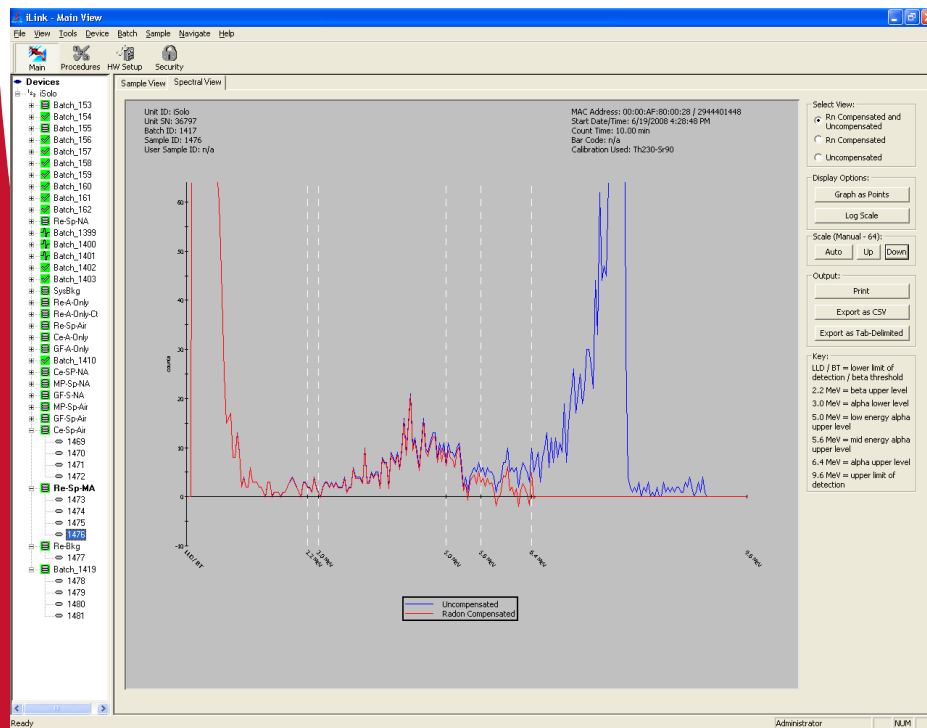 iLink - Main View
File View Tools Device Batch Sample Navigate Help
Main Procedures HW Setup Security
Devices
iSolo
Batch_153
Batch_154
Batch_155
Batch_156
Batch_157
Batch_158
Batch_159
Batch_160
Batch_161
Batch_162
Re-Sp-NA
Batch_1399
Batch_1400
Batch_1401
Batch_1402
Batch_1403
SysBkg
Re-A-Only
Re-A-Only-Ct
Re-Sp-Air
Ce-A-Only
GF-A-Only
Batch_1410
Ce-SP-NA
MP-Sp-NA
GF-S-NA
MP-Sp-Air
GF-Sp-Air
Ce-Sp-Air
1469
1470
1471
1472
Re-Sp-MA
1473
1474
1475
1476
Re-Bkg
1477
Batch_1419
1478
1479
1480
1481
Sample View Spectral View
Unit ID: iSolo
Unit SN: 36797
Batch ID: 1417
Sample ID: 1476
User Sample ID: n/a
MAC Address: 00:00:AF:80:00:28 / 2944401448
Start Date/Time: 6/19/2008 4:28:48 PM
Count Time: 10.00 min
Bar Code: n/a
Calibration Used: Th230-Sr90
60
50
40
30
20
10
0
-10
counts
LLD / BT
2.2 MeV
3.0 MeV
5.0 MeV
5.6 MeV
6.4 MeV
9.6 MeV
Uncompensated
Radon Compensated
Select View:
Rn Compensated and
Uncompensated
Rn Compensated
Uncompensated
Display Options:
Graph as Points
Log Scale
Scale (Manual - 64):
Auto Up Down
Output:
Print
Export as CSV
Export as Tab-Delimited
Key:
LLD / BT = lower limit of
detection / beta threshold
2.2 MeV = beta upper level
3.0 MeV = alpha lower level
5.0 MeV = low energy alpha
upper level
5.6 MeV = mid energy alpha
upper level
6.4 MeV = alpha upper level
9.6 MeV = upper limit of
detection
Ready
Administrator
NUM